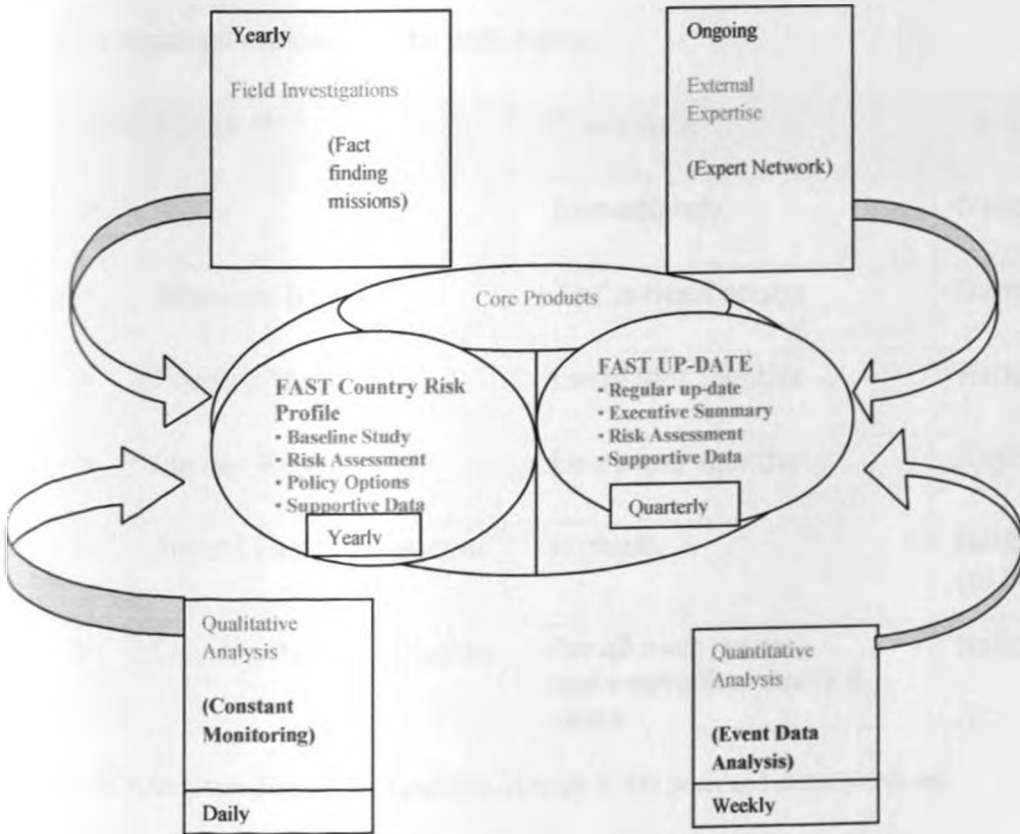 Yearly
Field Investigations
(Fact
finding
missions)
Ongoing
External
Expertise
(Expert Network)
Core Products
FAST Country Risk
Profile
• Baseline Study
• Risk Assessment
• Policy Options
• Supportive Data
Yearly
FAST UP-DATE
• Regular up-date
• Executive Summary
• Risk Assessment
• Supportive Data
Quarterly
Qualitative
Analysis
(Constant
Monitoring)
Daily
Quantitative
Analysis
(Event Data
Analysis)
Weekly